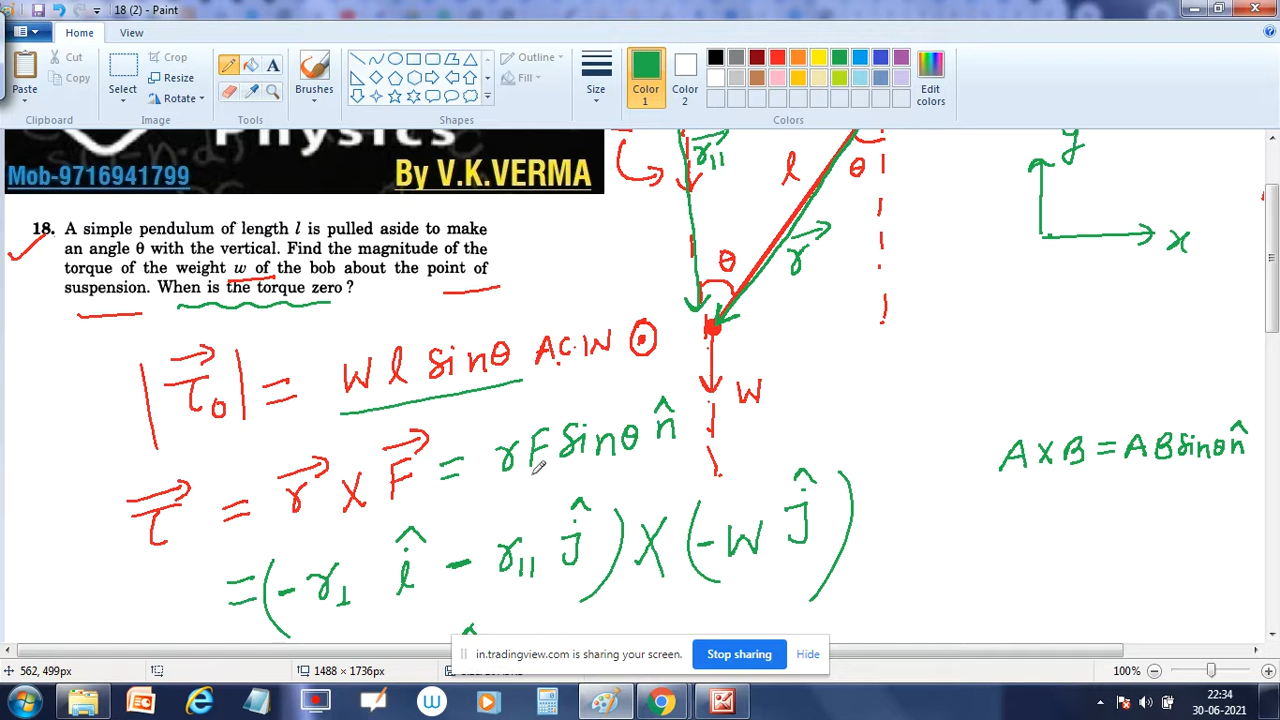 18 (2) - Paint
Home View
Paste
Cut
Copy
Clipboard
Select
Crop
Resize
Rotate
Image
A
Tools
Brushes
Shapes
Outline
Fill
Size
Color 1
Color 2
Colors
Edit colors
Physics
Mob-9716941799
By V.K.VERMA
18. A simple pendulum of length l is pulled aside to make
an angle θ with the vertical. Find the magnitude of the
torque of the weight w of the bob about the point of
suspension. When is the torque zero ?
r⃗||
l
θ
θ
r⃗
W
y
x
|τ⃗₀| = W l sinθ A.C.W ⊙
τ⃗ = r⃗ X F⃗ = rF sinθ n̂
= (- r⊥ î - r|| ĵ) X (-W ĵ)
A X B = AB sinθ n̂
in.tradingview.com is sharing your screen. Stop sharing Hide
562, 499px
1488 × 1736px
100%
22:34
30-06-2021